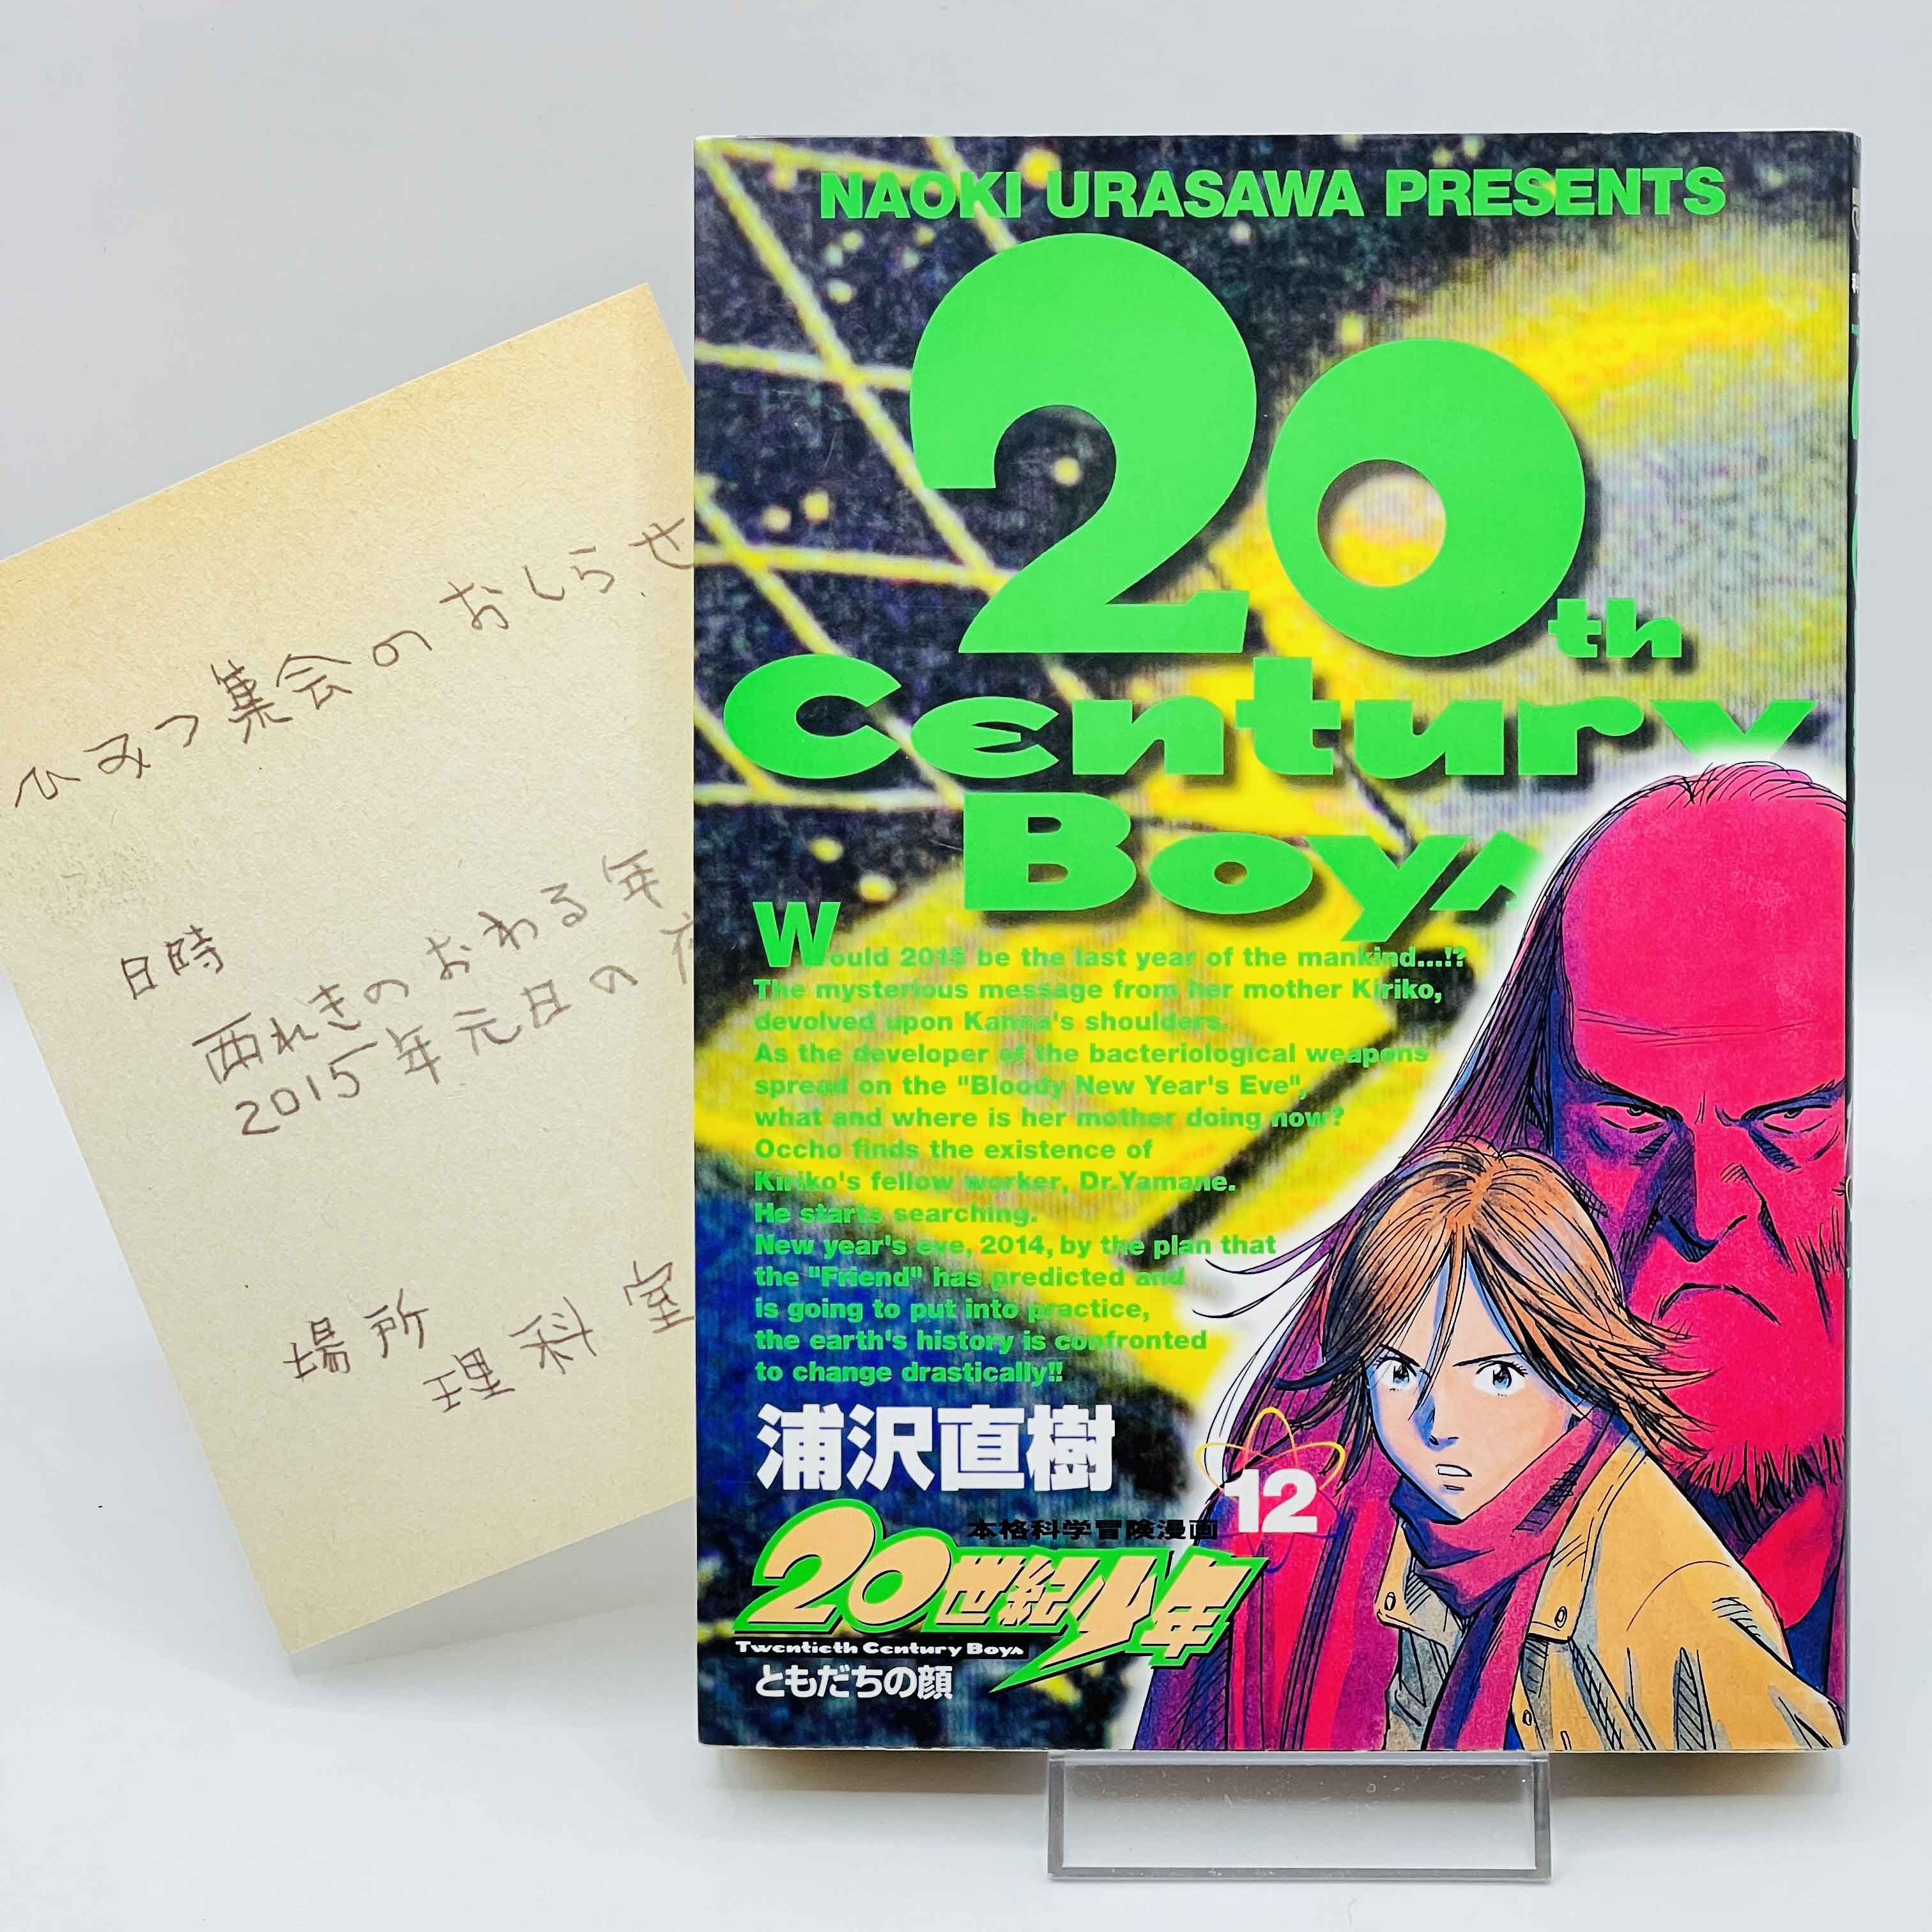 ひみつ集会のおしらせ
日時
西れきのおわる年
2015年元日の夜
場所
理科室
NAOKI URASAWA PRESENTS
20th
Century
Boys
Would 2015 be the last year of the mankind...!?
The mysterious message from her mother Kiriko,
devolved upon Kanna's shoulders.
As the developer of the bacteriological weapons
spread on the "Bloody New Year's Eve",
what and where is her mother doing now?
Occho finds the existence of
Kiriko's fellow worker, Dr.Yamane.
He starts searching.
New year's eve, 2014, by the plan that
the "Friend" has predicted and
is going to put into practice,
the earth's history is confronted
to change drastically!!
浦沢直樹
12
本格科学冒険漫画
20世紀少年
Twentieth Century Boys
ともだちの顔